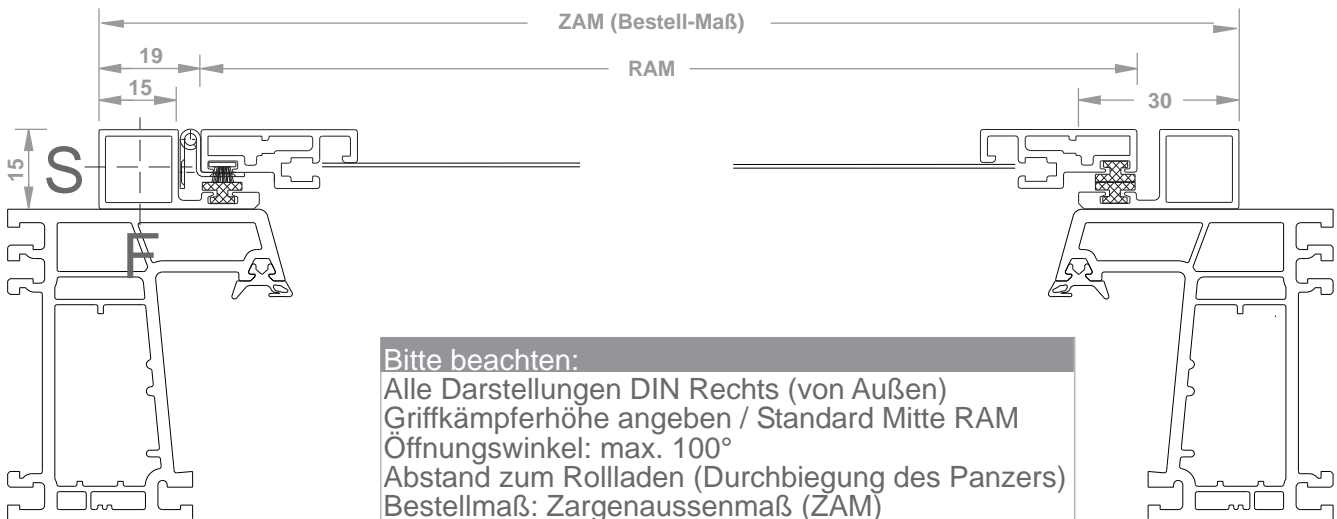 ZAM (Bestell-Maß)
19
RAM
15
30
15
S
F
Bitte beachten:
Alle Darstellungen DIN Rechts (von Außen)
Griffkämpferhöhe angeben / Standard Mitte RAM
Öffnungswinkel: max. 100°
Abstand zum Rollladen (Durchbiegung des Panzers)
Bestellmaß: Zargenaussenmaß (ZAM)